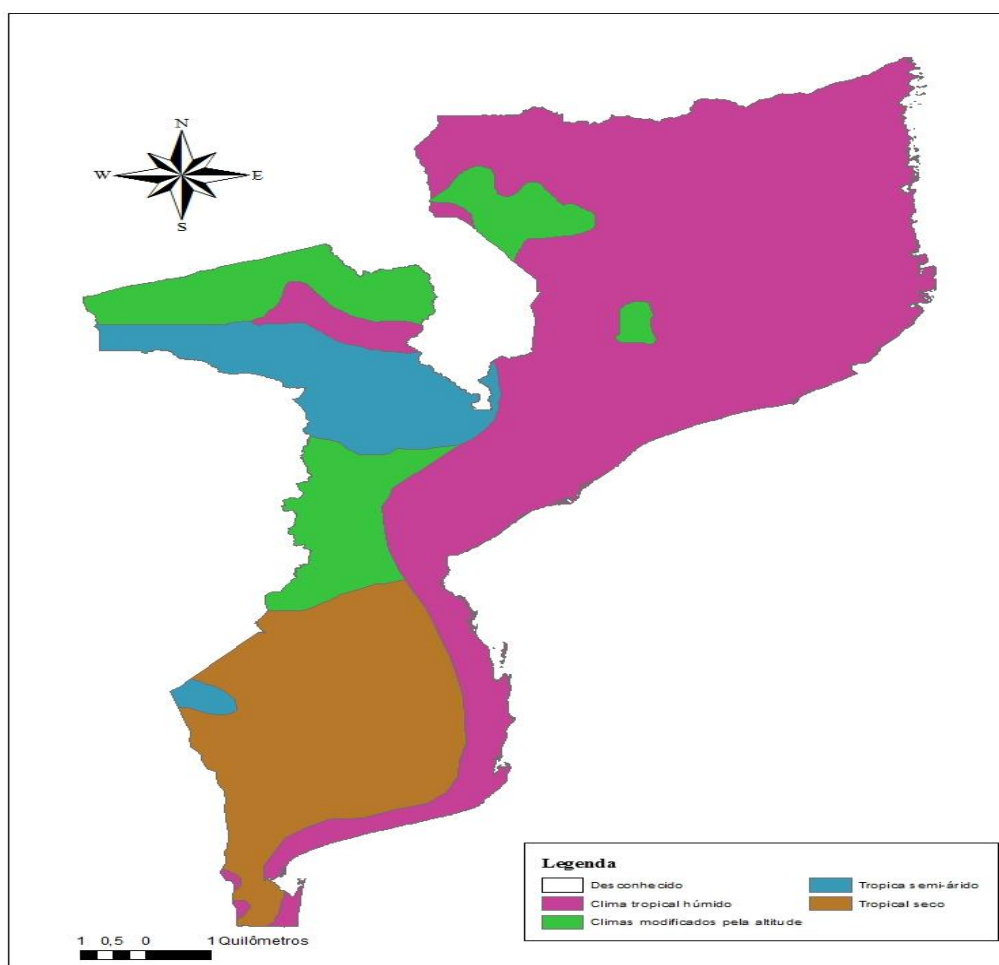 N
W E
S
Legenda
Desconhecido
Clima tropical húmido
Climas modificados pela altitude
Tropica semi-árido
Tropical seco
1 0,5 0 1 Quilômetros